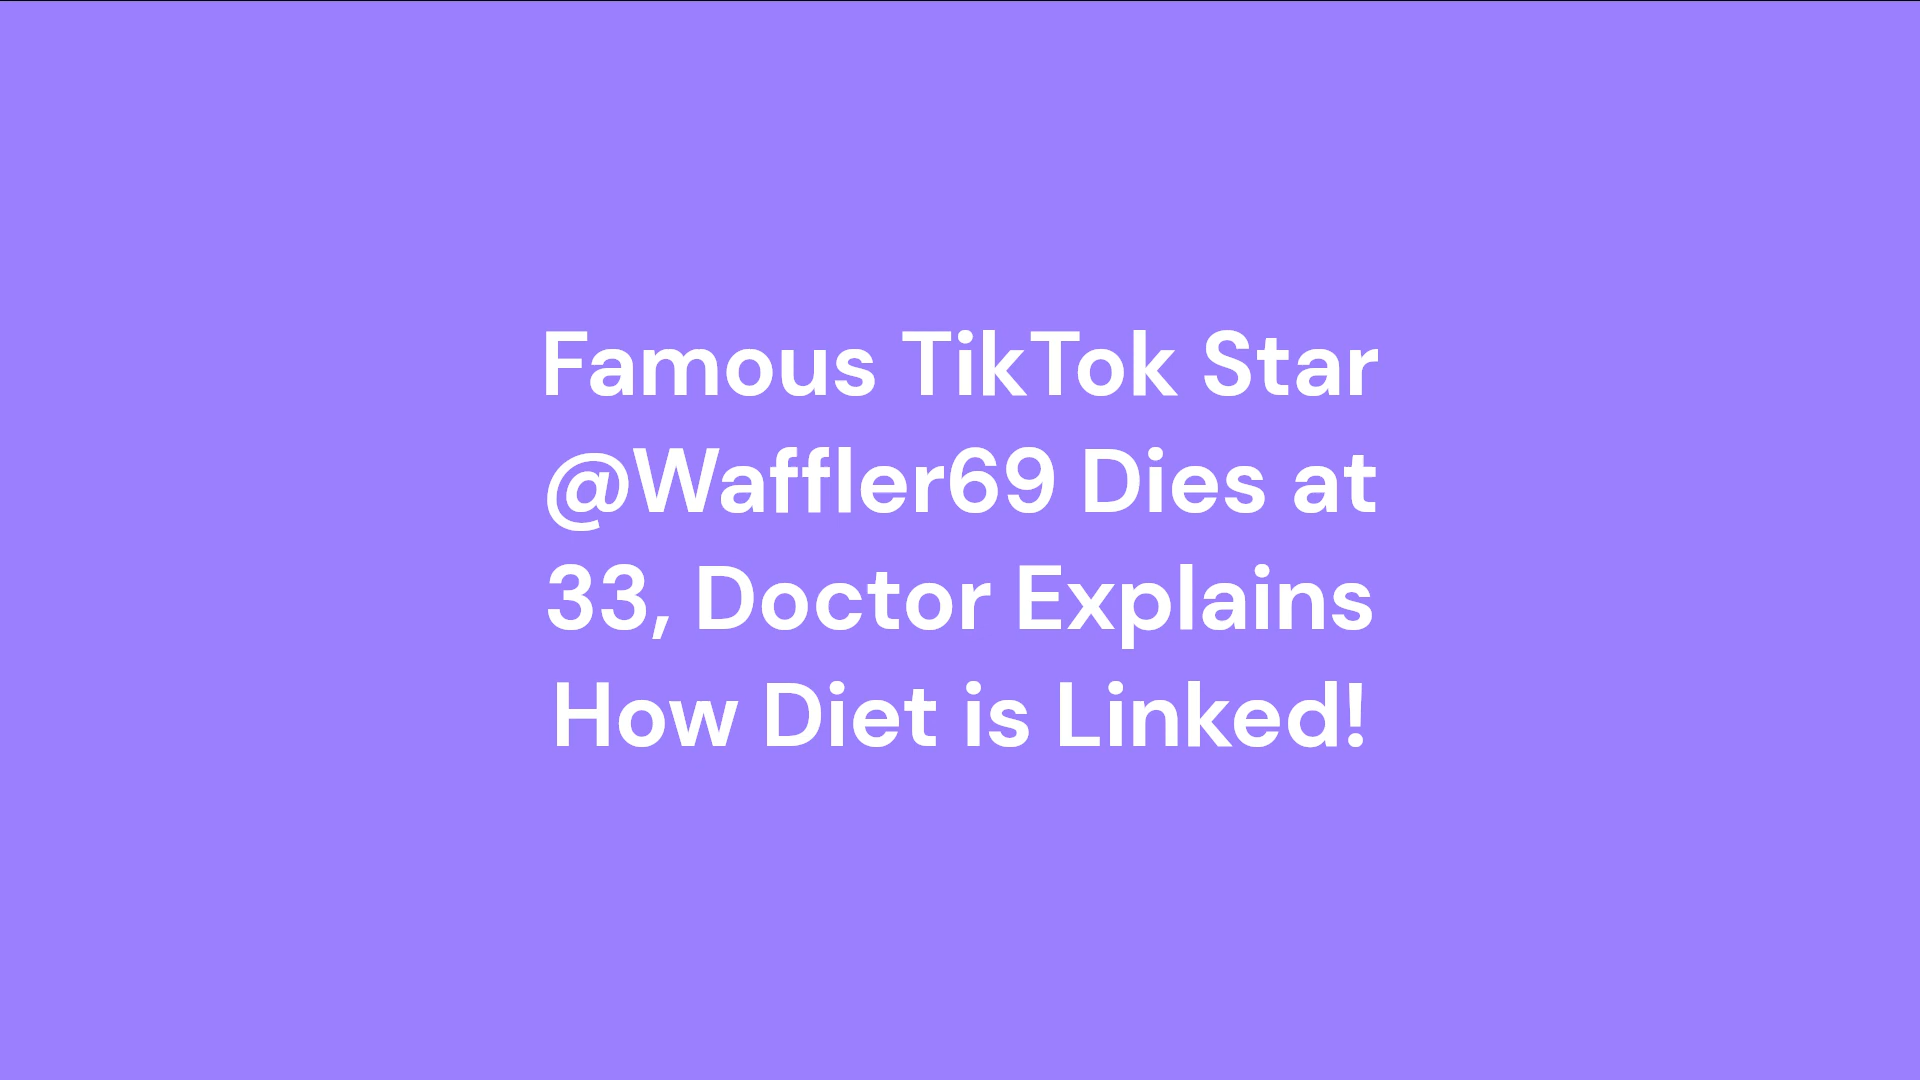 Famous TikTok Star
@Waffler69 Dies at
33, Doctor Explains
How Diet is Linked!